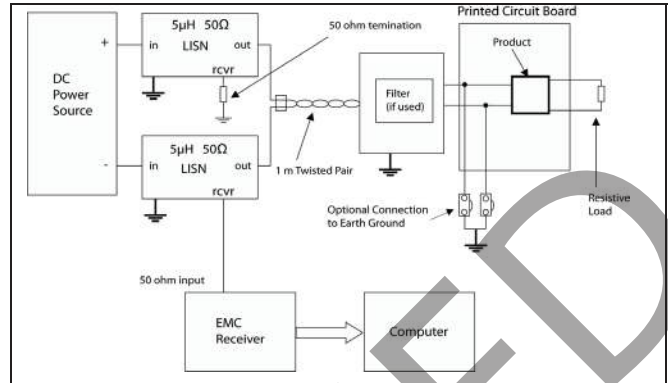 Printed Circuit Board
5μH 50Ω
LISN
in
out
rcvr
+
50 ohm temination
Product
DC
Power
Source
Filter
(if used)
5μH 50Ω
LISN
in
out
rcvr
-
1 m Twisted Pair
Optional Connection
to Earth Ground
Resistive
Load
50 ohm input
EMC
Receiver
Computer